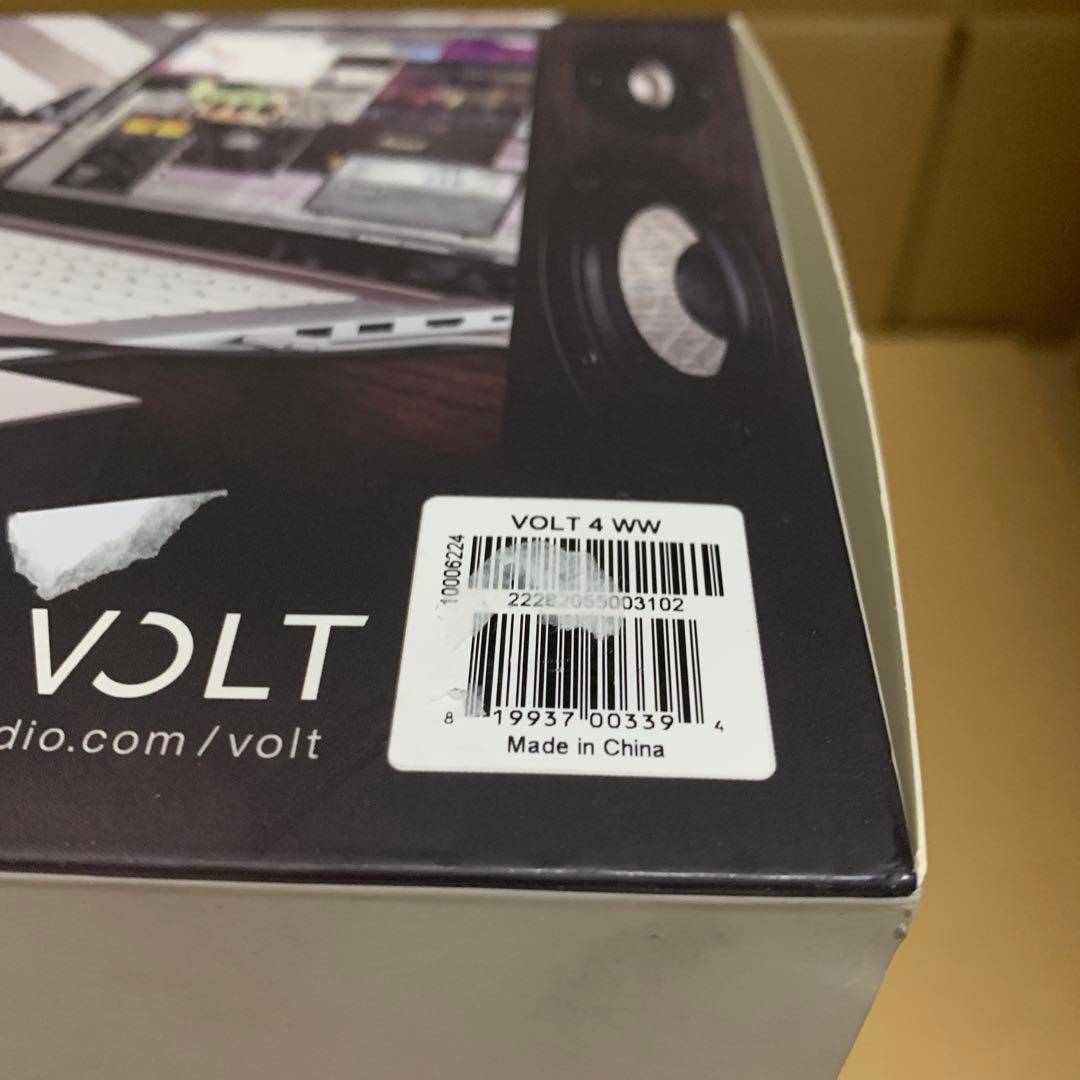 VOLT 4 WW
10006224
22282055003102
8 19937 00339 4
Made in China
VOLT
dio.com/volt